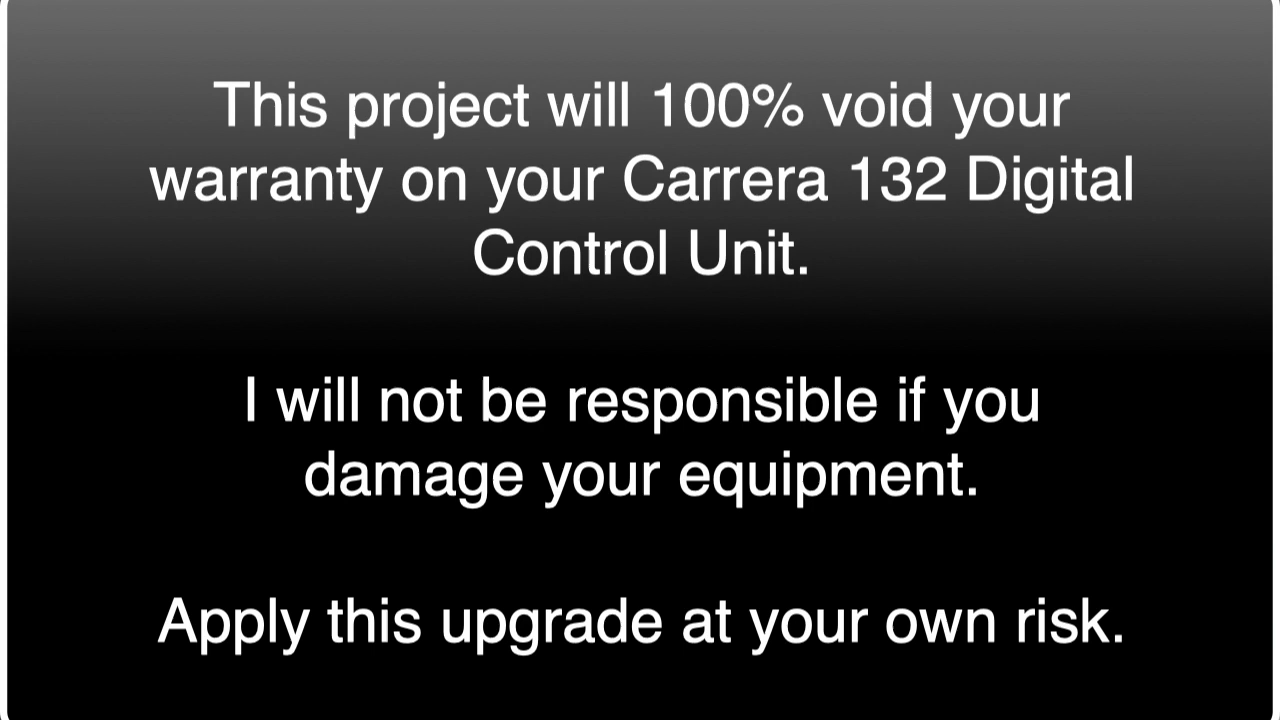 This project will 100% void your
warranty on your Carrera 132 Digital
Control Unit.
I will not be responsible if you
damage your equipment.
Apply this upgrade at your own risk.